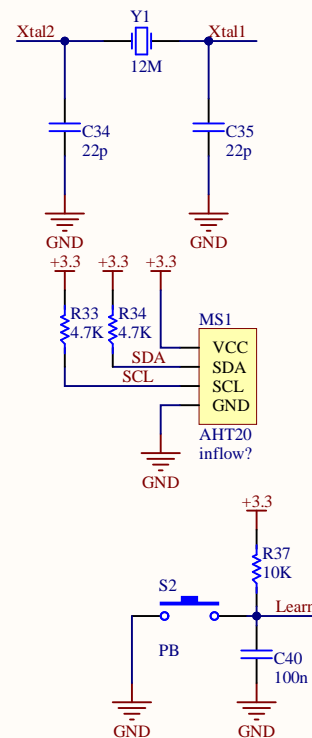 Y1
Xtal2
Xtal1
12M
C34
22p
C35
22p
GND
GND
+3.3
+3.3
+3.3
R33
4.7K
R34
4.7K
MS1
VCC
SDA
SDA
SCL
SCL
GND
AHT20
inflow?
GND
+3.3
R37
10K
S2
Learn
PB
C40
100n
GND
GND